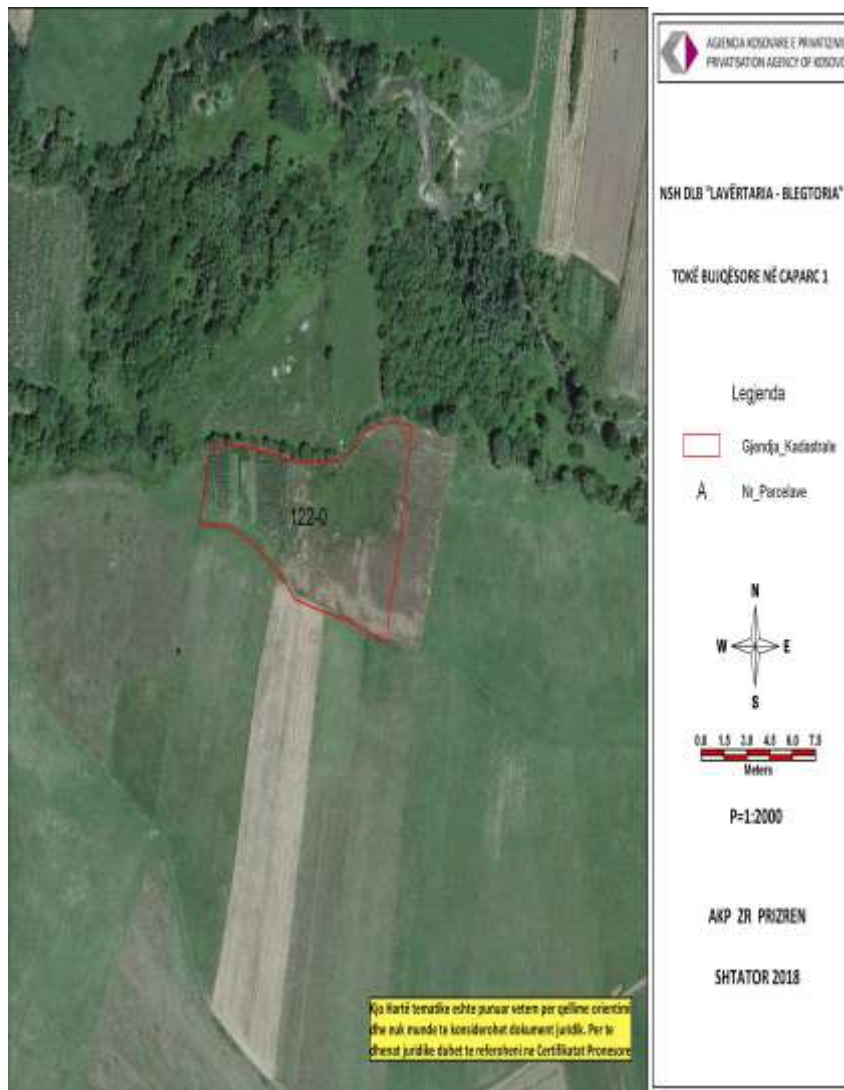 AGJENCIA KOSOVARE E PRIVATIZIMI
PRIVATISATION AGENCY OF KOSOVO
NSH DLB "LAVËRTARIA - BLEGTORIA"
TOKË BUJQËSORE NË CAPARC 1
Legjenda
Gjendja_Kadastrale
A Nr_Parcelave
122-0
N
W E
S
0.0 1.5 3.0 4.5 6.0 7.5
Meters
P=1:2000
AKP ZR PRIZREN
SHTATOR 2018
Kjo Hartë tematike eshte punuar vetem per qellime orientimi
dhe nuk munde te konsiderohet dokument juridik. Per te
dhenat juridike duhet te referoheni ne Certifikatat Pronesore